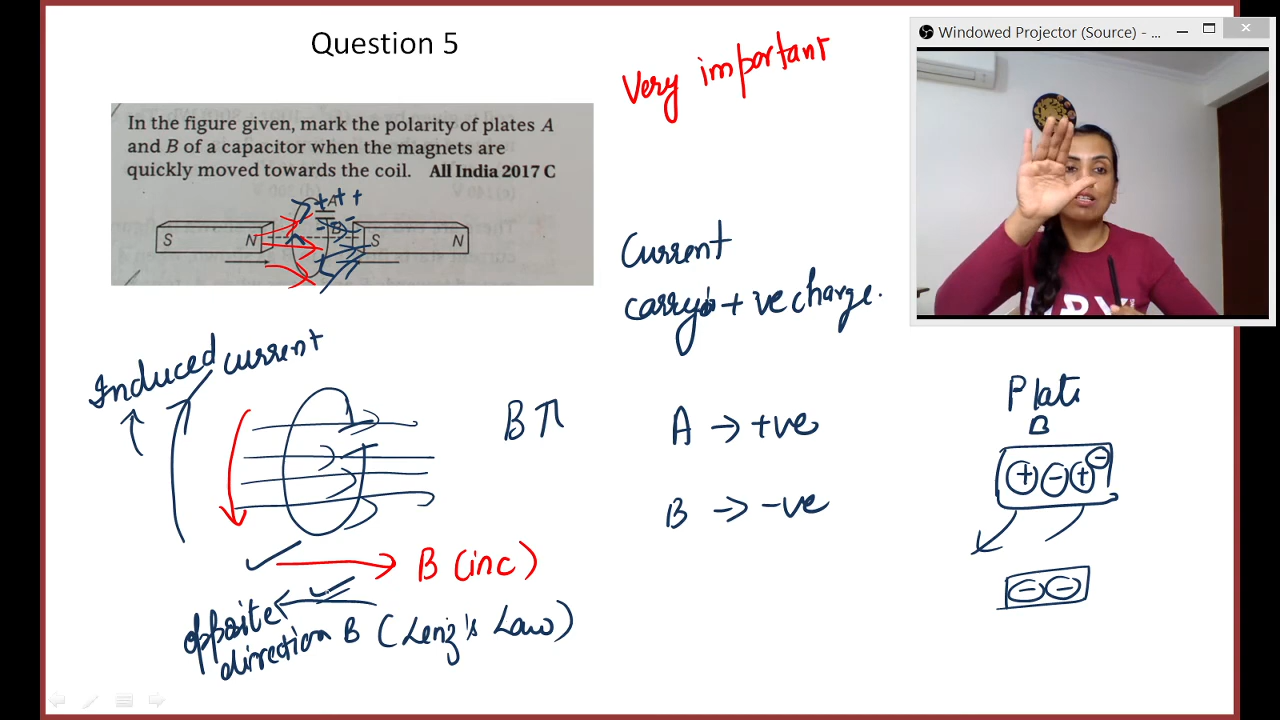 Question 5
Very important
Windowed Projector (Source) - ...
In the figure given, mark the polarity of plates A
and B of a capacitor when the magnets are
quickly moved towards the coil. All India 2017 C
+ A + +
B
S N S N
Current
carry + ve charge.
Induced current
B
A → +ve
B → -ve
Plate
B
+ - + -
B (inc)
- -
opposite
direction B (Lenz's Law)